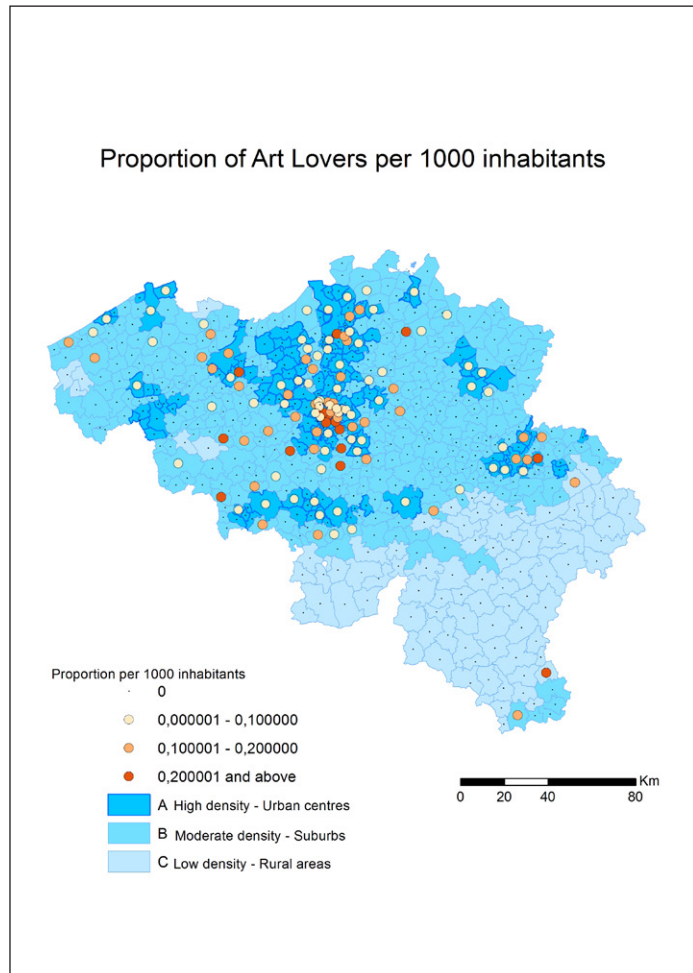 Proportion of Art Lovers per 1000 inhabitants
Proportion per 1000 inhabitants
0
0,000001 - 0,100000
0,100001 - 0,200000
0,200001 and above
A High density - Urban centres
B Moderate density - Suburbs
C Low density - Rural areas
Km
0 20 40 80